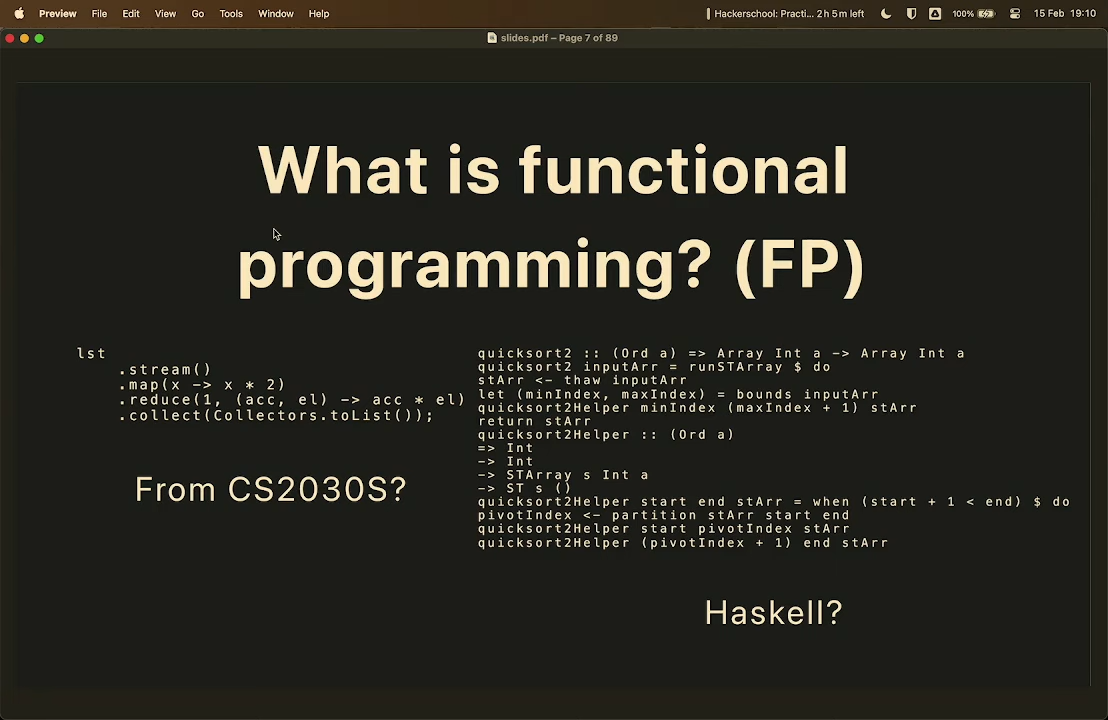 Preview File Edit View Go Tools Window Help
Hackerschool: Practi... 2 h 5 m left 100% 15 Feb 19:10
slides.pdf – Page 7 of 89
What is functional
programming? (FP)
lst
.stream()
.map(x -> x * 2)
.reduce(1, (acc, el) -> acc * el)
.collect(Collectors.toList());
From CS2030S?
quicksort2 :: (Ord a) => Array Int a -> Array Int a
quicksort2 inputArr = runSTArray $ do
stArr <- thaw inputArr
let (minIndex, maxIndex) = bounds inputArr
quicksort2Helper minIndex (maxIndex + 1) stArr
return stArr
quicksort2Helper :: (Ord a)
=> Int
-> Int
-> STArray s Int a
-> ST s ()
quicksort2Helper start end stArr = when (start + 1 < end) $ do
pivotIndex <- partition stArr start end
quicksort2Helper start pivotIndex stArr
quicksort2Helper (pivotIndex + 1) end stArr
Haskell?